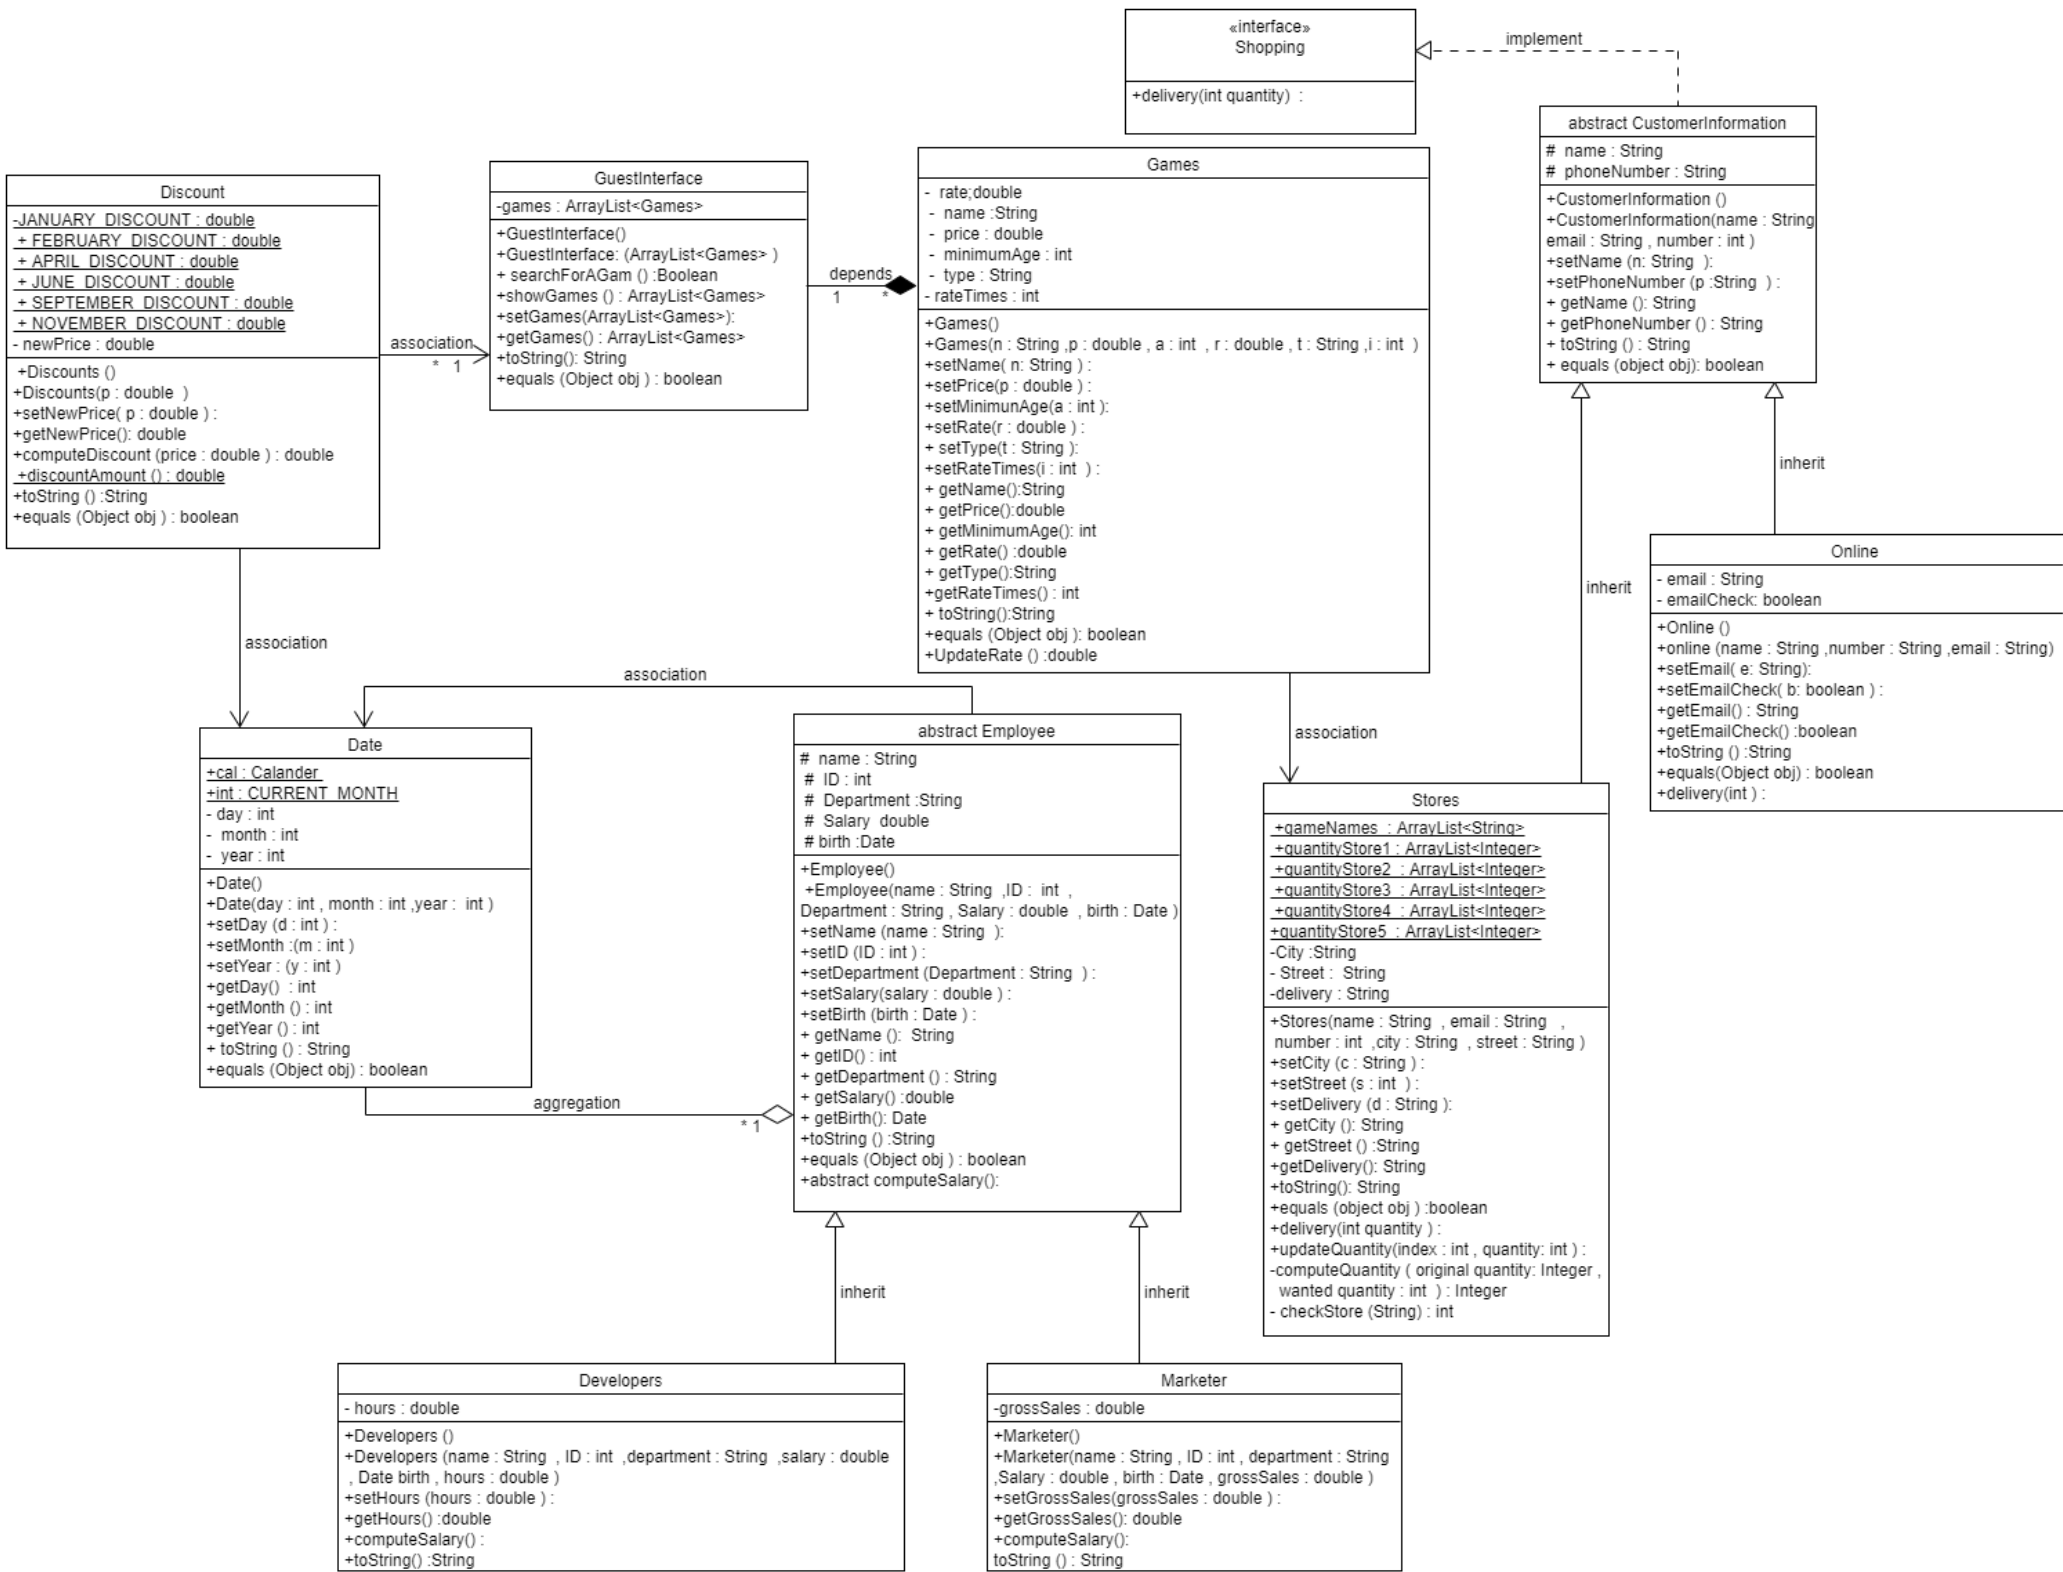 «interface»
Shopping
+delivery(int quantity)  :
implement
abstract CustomerInformation
#  name : String
#  phoneNumber : String
+CustomerInformation ()
+CustomerInformation(name : String
email : String , number : int )
+setName (n: String  ):
+setPhoneNumber (p :String  ) :
+ getName (): String
+ getPhoneNumber () : String
+ toString () : String
+ equals (object obj): boolean
Discount
-JANUARY_DISCOUNT : double
+ FEBRUARY_DISCOUNT : double
+ APRIL_DISCOUNT : double
+ JUNE_DISCOUNT : double
+ SEPTEMBER_DISCOUNT : double
+ NOVEMBER_DISCOUNT : double
- newPrice : double
+Discounts ()
+Discounts(p : double  )
+setNewPrice( p : double ) :
+getNewPrice(): double
+computeDiscount (price : double ) : double
+discountAmount () : double
+toString () :String
+equals (Object obj ) : boolean
association
* 1
GuestInterface
-games : ArrayList<Games>
+GuestInterface()
+GuestInterface: (ArrayList<Games> )
+ searchForAGam () :Boolean
+showGames () : ArrayList<Games>
+setGames(ArrayList<Games>):
+getGames() : ArrayList<Games>
+toString(): String
+equals (Object obj ) : boolean
depends
1 *
Games
-  rate;double
-  name :String
-  price : double
-  minimumAge : int
-  type : String
- rateTimes : int
+Games()
+Games(n : String ,p : double , a : int  , r : double , t : String ,i : int  )
+setName( n: String ) :
+setPrice(p : double ) :
+setMinimunAge(a : int ):
+setRate(r : double ) :
+ setType(t : String ):
+setRateTimes(i : int  ) :
+ getName():String
+ getPrice():double
+ getMinimumAge(): int
+ getRate() :double
+ getType():String
+getRateTimes() : int
+ toString():String
+equals (Object obj ): boolean
+UpdateRate () :double
inherit
inherit
Online
- email : String
- emailCheck: boolean
+Online ()
+online (name : String ,number : String ,email : String)
+setEmail( e: String):
+setEmailCheck( b: boolean ) :
+getEmail() : String
+getEmailCheck() :boolean
+toString () :String
+equals(Object obj) : boolean
+delivery(int ) :
association
association
association
Date
+cal : Calander
+int : CURRENT_MONTH
- day : int
-  month : int
-  year : int
+Date()
+Date(day : int , month : int ,year :  int )
+setDay (d : int ) :
+setMonth :(m : int )
+setYear : (y : int )
+getDay()  : int
+getMonth () : int
+getYear () : int
+ toString () : String
+equals (Object obj) : boolean
aggregation
* 1
abstract Employee
#  name : String
#  ID : int
#  Department :String
#  Salary  double
# birth :Date
+Employee()
+Employee(name : String  ,ID :  int  ,
Department : String , Salary : double  , birth : Date )
+setName (name : String  ):
+setID (ID : int ) :
+setDepartment (Department : String  ) :
+setSalary(salary : double ) :
+setBirth (birth : Date ) :
+ getName ():  String
+ getID() : int
+ getDepartment () : String
+ getSalary() :double
+ getBirth(): Date
+toString () :String
+equals (Object obj ) : boolean
+abstract computeSalary():
Stores
+gameNames  : ArrayList<String>
+quantityStore1 : ArrayList<Integer>
+quantityStore2  : ArrayList<Integer>
+quantityStore3  : ArrayList<Integer>
+quantityStore4  : ArrayList<Integer>
+quantityStore5  : ArrayList<Integer>
-City :String
- Street :  String
-delivery : String
+Stores(name : String  , email : String   ,
number : int  ,city : String  , street : String )
+setCity (c : String ) :
+setStreet (s : int  ) :
+setDelivery (d : String ):
+ getCity (): String
+ getStreet () :String
+getDelivery(): String
+toString(): String
+equals (object obj ) :boolean
+delivery(int quantity ) :
+updateQuantity(index : int , quantity: int ) :
-computeQuantity ( original quantity: Integer ,
wanted quantity : int  ) : Integer
- checkStore (String) : int
inherit
inherit
Developers
- hours : double
+Developers ()
+Developers (name : String  , ID : int  ,department : String  ,salary : double
, Date birth , hours : double )
+setHours (hours : double ) :
+getHours() :double
+computeSalary() :
+toString() :String
Marketer
-grossSales : double
+Marketer()
+Marketer(name : String , ID : int , department : String
,Salary : double , birth : Date , grossSales : double )
+setGrossSales(grossSales : double ) :
+getGrossSales(): double
+computeSalary():
toString () : String